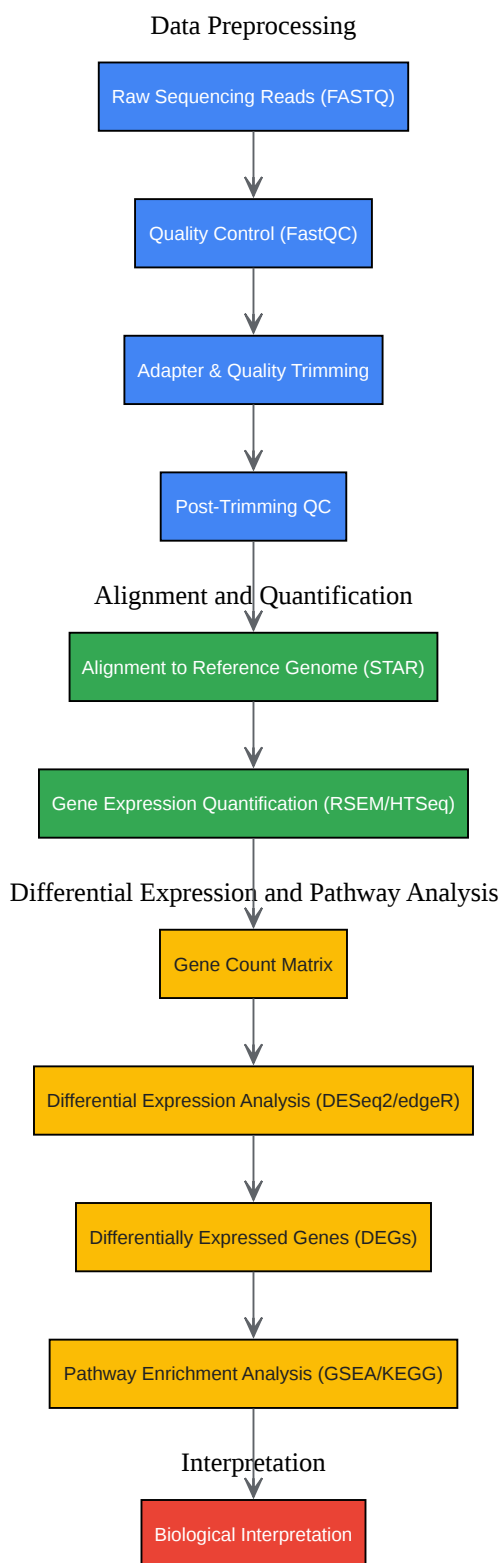 Data Preprocessing
Raw Sequencing Reads (FASTQ)
Quality Control (FastQC)
Adapter & Quality Trimming
Post-Trimming QC
Alignment and Quantification
Alignment to Reference Genome (STAR)
Gene Expression Quantification (RSEM/HTSeq)
Differential Expression and Pathway Analysis
Gene Count Matrix
Differential Expression Analysis (DESeq2/edgeR)
Differentially Expressed Genes (DEGs)
Pathway Enrichment Analysis (GSEA/KEGG)
Interpretation
Biological Interpretation